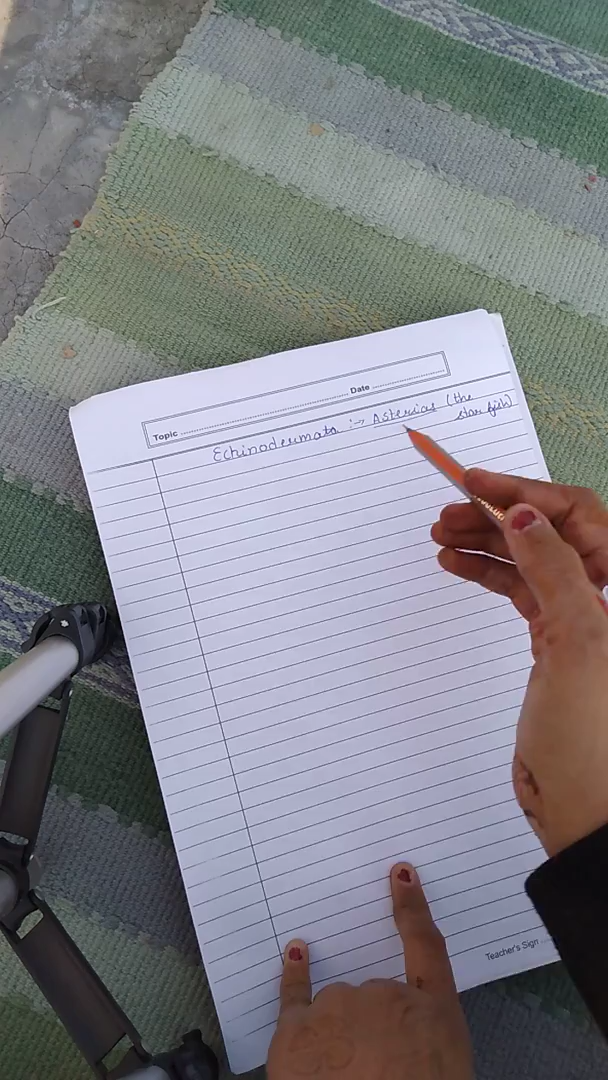 Topic ........................................ Date ........................
Echinodermata :→ Asterias (the
star fish)
Teacher's Sign .....